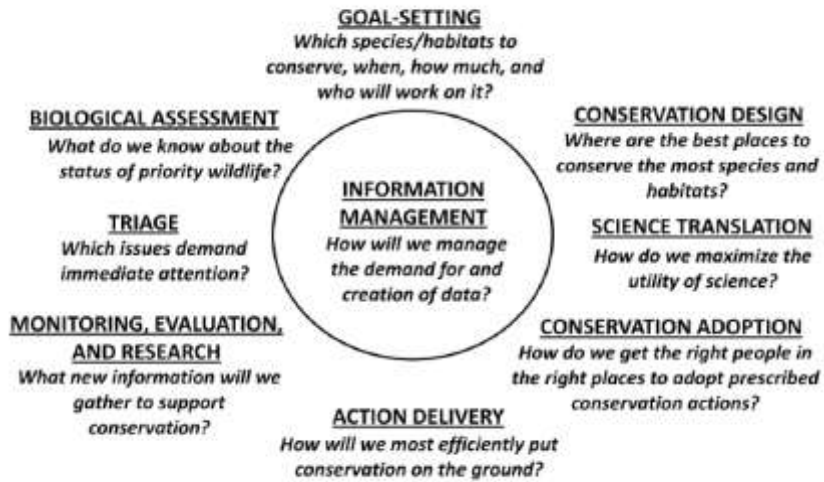 GOAL-SETTING
Which species/habitats to
conserve, when, how much, and
who will work on it?
BIOLOGICAL ASSESSMENT
What do we know about the
status of priority wildlife?
CONSERVATION DESIGN
Where are the best places to
conserve the most species and
habitats?
INFORMATION
MANAGEMENT
How will we manage
the demand for and
creation of data?
TRIAGE
Which issues demand
immediate attention?
SCIENCE TRANSLATION
How do we maximize the
utility of science?
MONITORING, EVALUATION,
AND RESEARCH
What new information will we
gather to support
conservation?
CONSERVATION ADOPTION
How do we get the right people in
the right places to adopt prescribed
conservation actions?
ACTION DELIVERY
How will we most efficiently put
conservation on the ground?